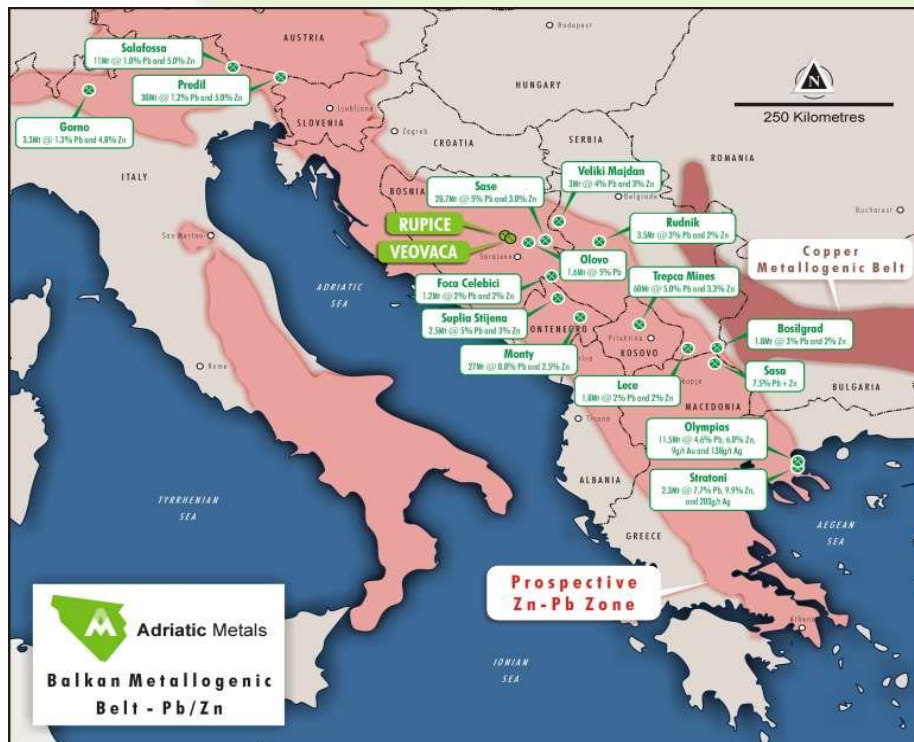 Budapest
AUSTRIA
Salafossa
11Mt @ 1.0% Pb and 5.0% Zn
HUNGARY
N
250 Kilometres
Predil
30Mt @ 1.2% Pb and 5.0% Zn
Ljubljana
SLOVENIA
Zagreb
Gorno
3.3Mt @ 1.3% Pb and 4.8% Zn
CROATIA
SERBIA
ROMANIA
ITALY
BOSNIA
Veliki Majdan
3Mt @ 4% Pb and 3% Zn
Belgrade
Sase
20.7Mt @ 5% Pb and 3.0% Zn
Bucharest
RUPICE
VEOVACA
San Marino
Sarajevo
Rudnik
3.5Mt @ 3% Pb and 2% Zn
Olovo
1.6Mt @ 5% Pb
Copper
Metallogenic Belt
ADRIATIC
SEA
Foca Celebici
1.2Mt @ 2% Pb and 2% Zn
Trepca Mines
60Mt @ 5.0% Pb and 3.3% Zn
Suplia Stijena
2.5Mt @ 5% Pb and 3% Zn
ONTENEGRO
Prishtina
KOSOVO
Bosilgrad
1.0Mt @ 3% Pb and 2% Zn
Monty
27Mt @ 0.8% Pb and 2.5% Zn
Rome
Lece
1.8Mt @ 2% Pb and 2% Zn
kopje
Sasa
7.5% Pb + Zn
BULGARIA
MACEDONIA
Tirane
Olympias
11.5Mt @ 4.6% Pb, 6.0% Zn,
9g/t Au and 138g/t Ag
Stratoni
2.3Mt @ 7.7% Pb, 9.9% Zn,
and 203g/t Ag
ALBANIA
TYRRHENIAN
SEA
AEGEAN
SEA
GREECE
Prospective
Zn-Pb Zone
Athens
IONIAN
SEA
Adriatic Metals
Balkan Metallogenic
Belt - Pb/Zn